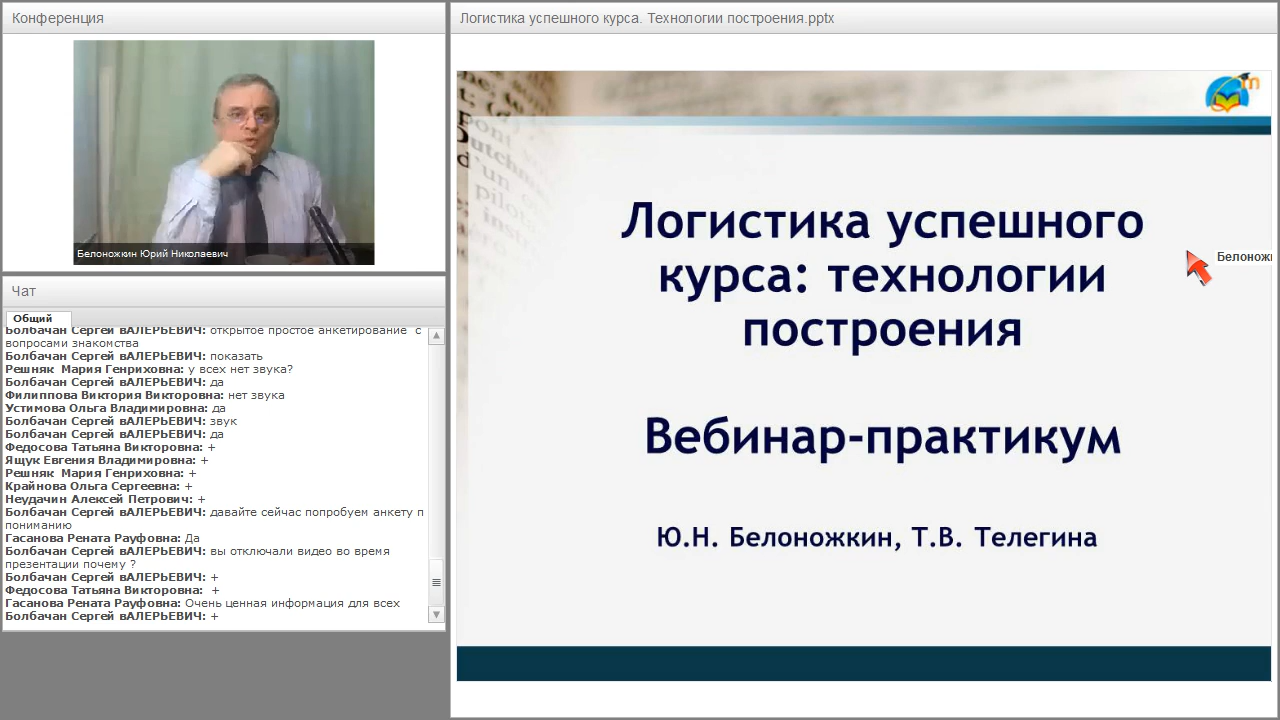 Конференция
Белоножкин Юрий Николаевич
Чат
Общий
Болбачан Сергей вАЛЕРЬЕВИЧ: открытое простое анкетирование с
вопросами знакомства
Болбачан Сергей вАЛЕРЬЕВИЧ: показать
Решняк Мария Генриховна: у всех нет звука?
Болбачан Сергей вАЛЕРЬЕВИЧ: да
Филиппова Виктория Викторовна: нет звука
Устимова Ольга Владимировна: да
Болбачан Сергей вАЛЕРЬЕВИЧ: звук
Болбачан Сергей вАЛЕРЬЕВИЧ: да
Федосова Татьяна Викторовна: +
Ящук Евгения Владимировна: +
Решняк Мария Генриховна: +
Крайнова Ольга Сергеевна: +
Неудачин Алексей Петрович: +
Болбачан Сергей вАЛЕРЬЕВИЧ: давайте сейчас попробуем анкету п
пониманию
Гасанова Рената Рауфовна: Да
Болбачан Сергей вАЛЕРЬЕВИЧ: вы отключали видео во время
презентации почему ?
Болбачан Сергей вАЛЕРЬЕВИЧ: +
Федосова Татьяна Викторовна: +
Гасанова Рената Рауфовна: Очень ценная информация для всех
Болбачан Сергей вАЛЕРЬЕВИЧ: +
Логистика успешного курса. Технологии построения.pptx
Логистика успешного
курса: технологии
построения
Белонож
Вебинар-практикум
Ю.Н. Белоножкин, Т.В. Телегина